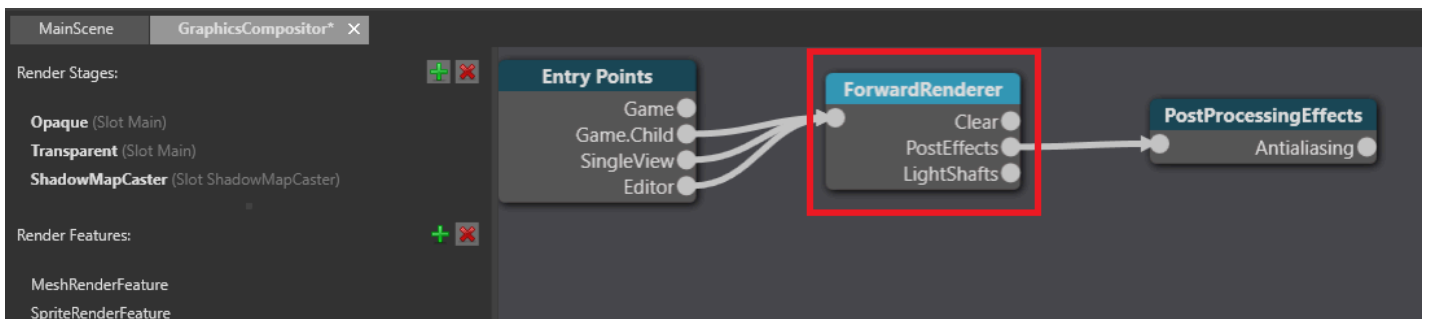 MainScene
GraphicsCompositor*
Render Stages:
Opaque (Slot Main)
Transparent (Slot Main)
ShadowMapCaster (Slot ShadowMapCaster)
Render Features:
MeshRenderFeature
SpriteRenderFeature
Entry Points
Game
Game.Child
SingleView
Editor
ForwardRenderer
Clear
PostEffects
LightShafts
PostProcessingEffects
Antialiasing